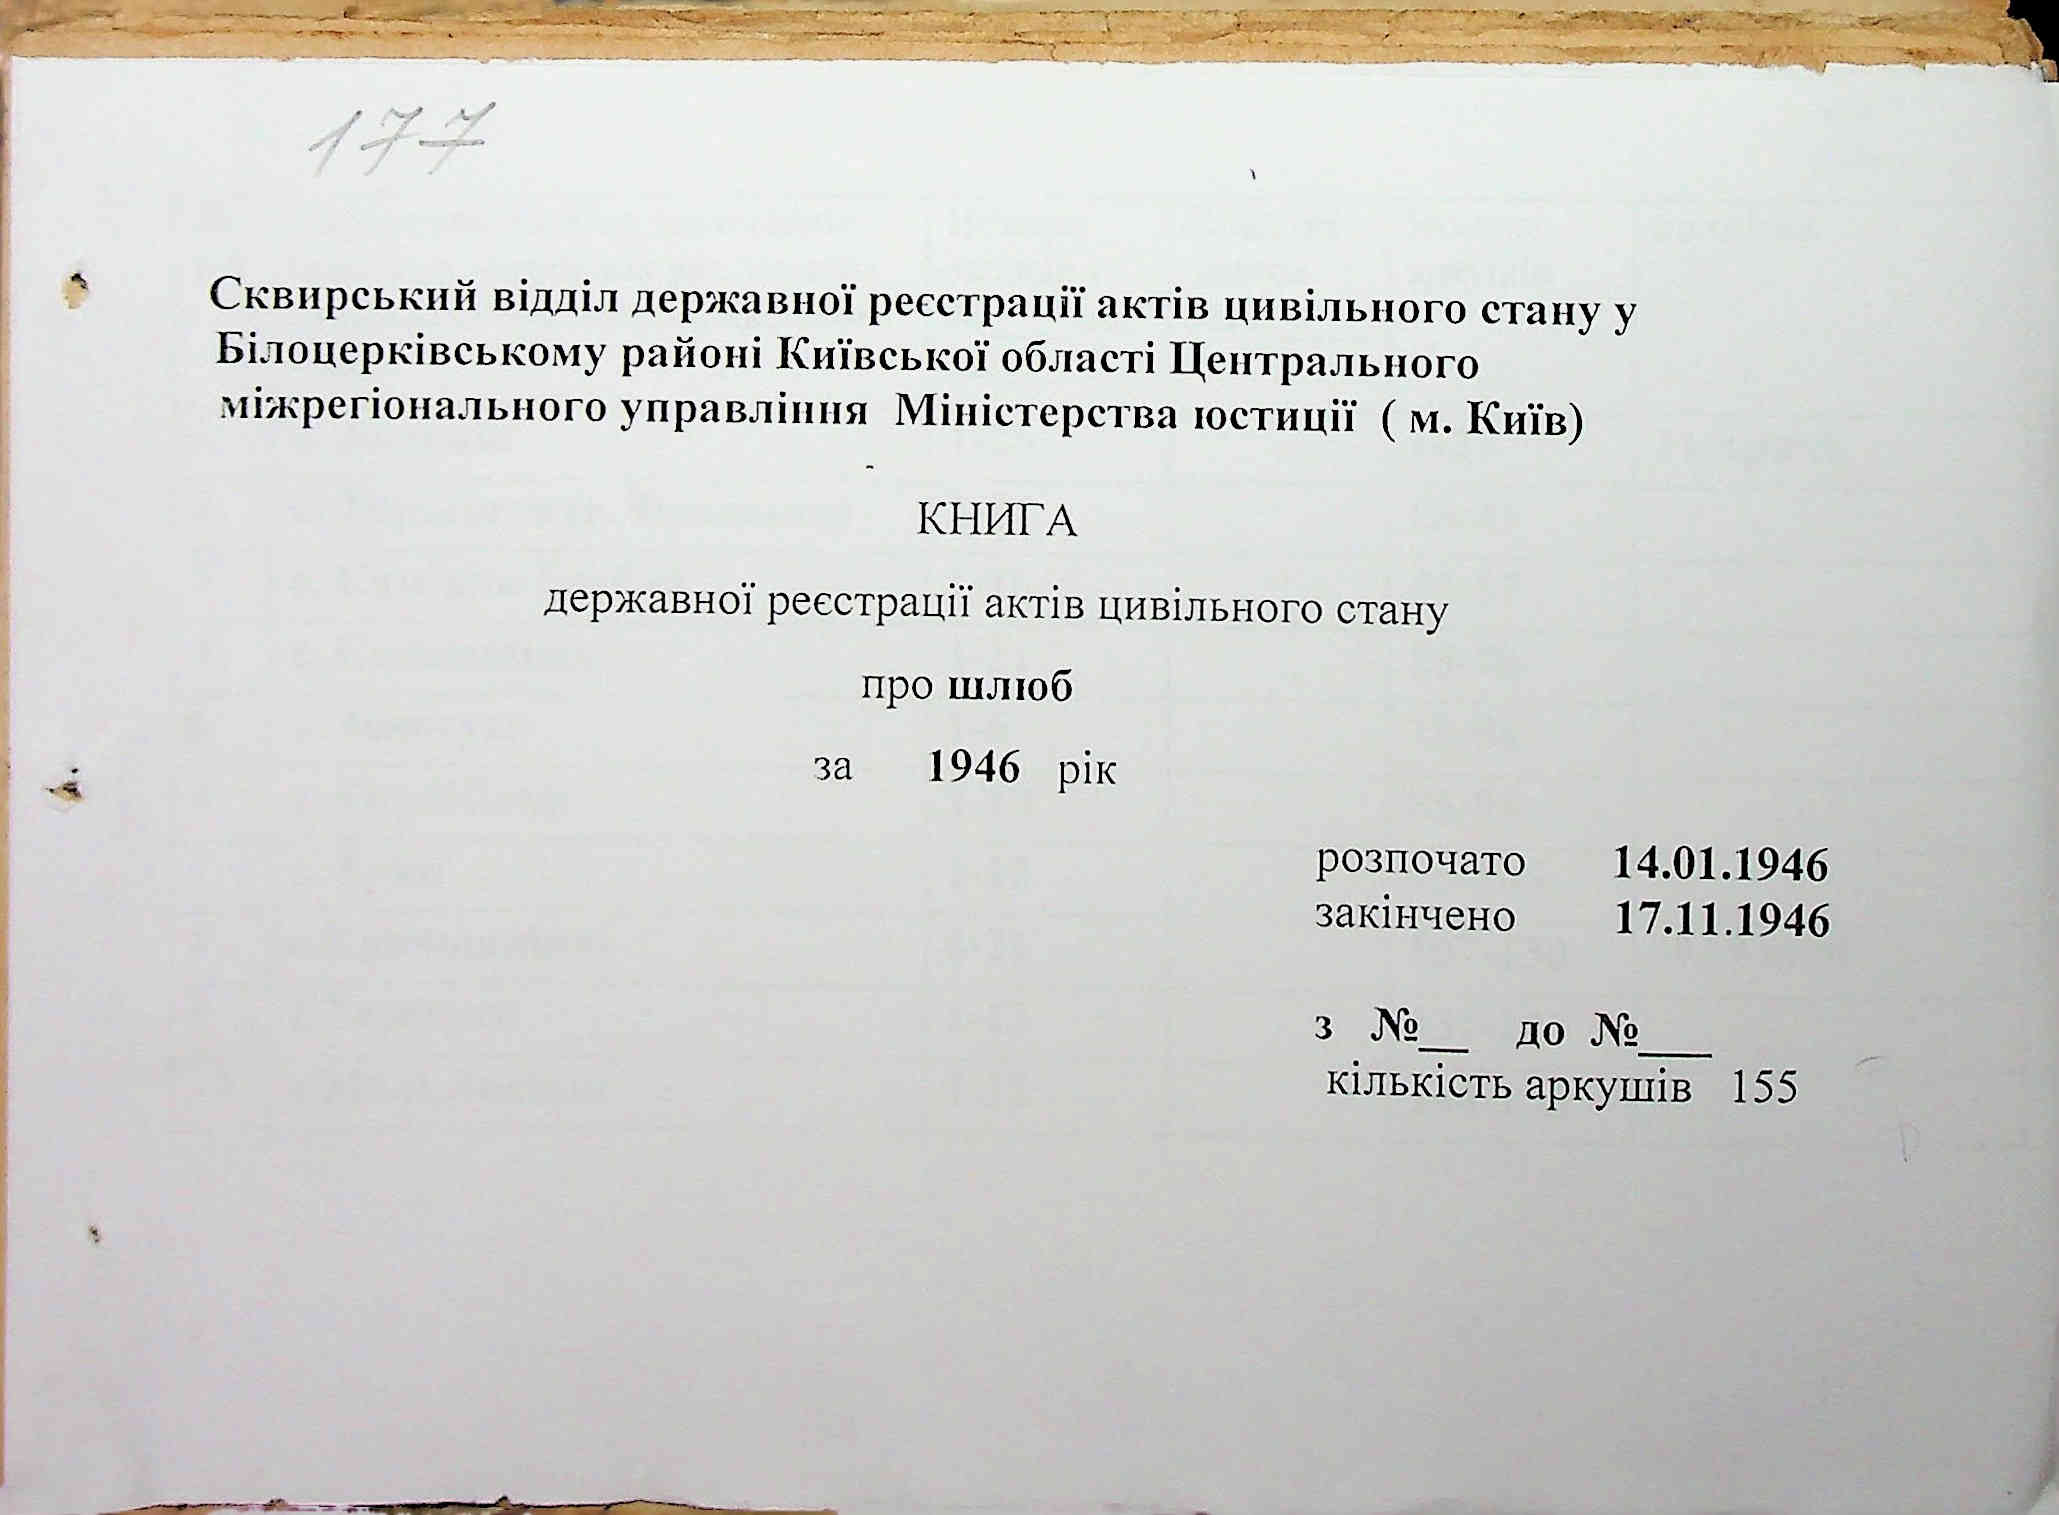 177
Сквирський відділ державної реєстрації актів цивільного стану у
Білоцерківському районі Київської області Центрального
міжрегіонального управління Міністерства юстиції ( м. Київ)
КНИГА
державної реєстрації актів цивільного стану
про шлюб
за 1946 рік
розпочато 14.01.1946
закінчено 17.11.1946
з №__ до №___
кількість аркушів 155